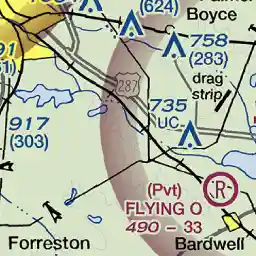 (624)
Boyce
758
(283)
drag
strip
287
735
UC
917
(303)
(Pvt)
R
FLYING O
490 - 33
Forreston
Bardwell